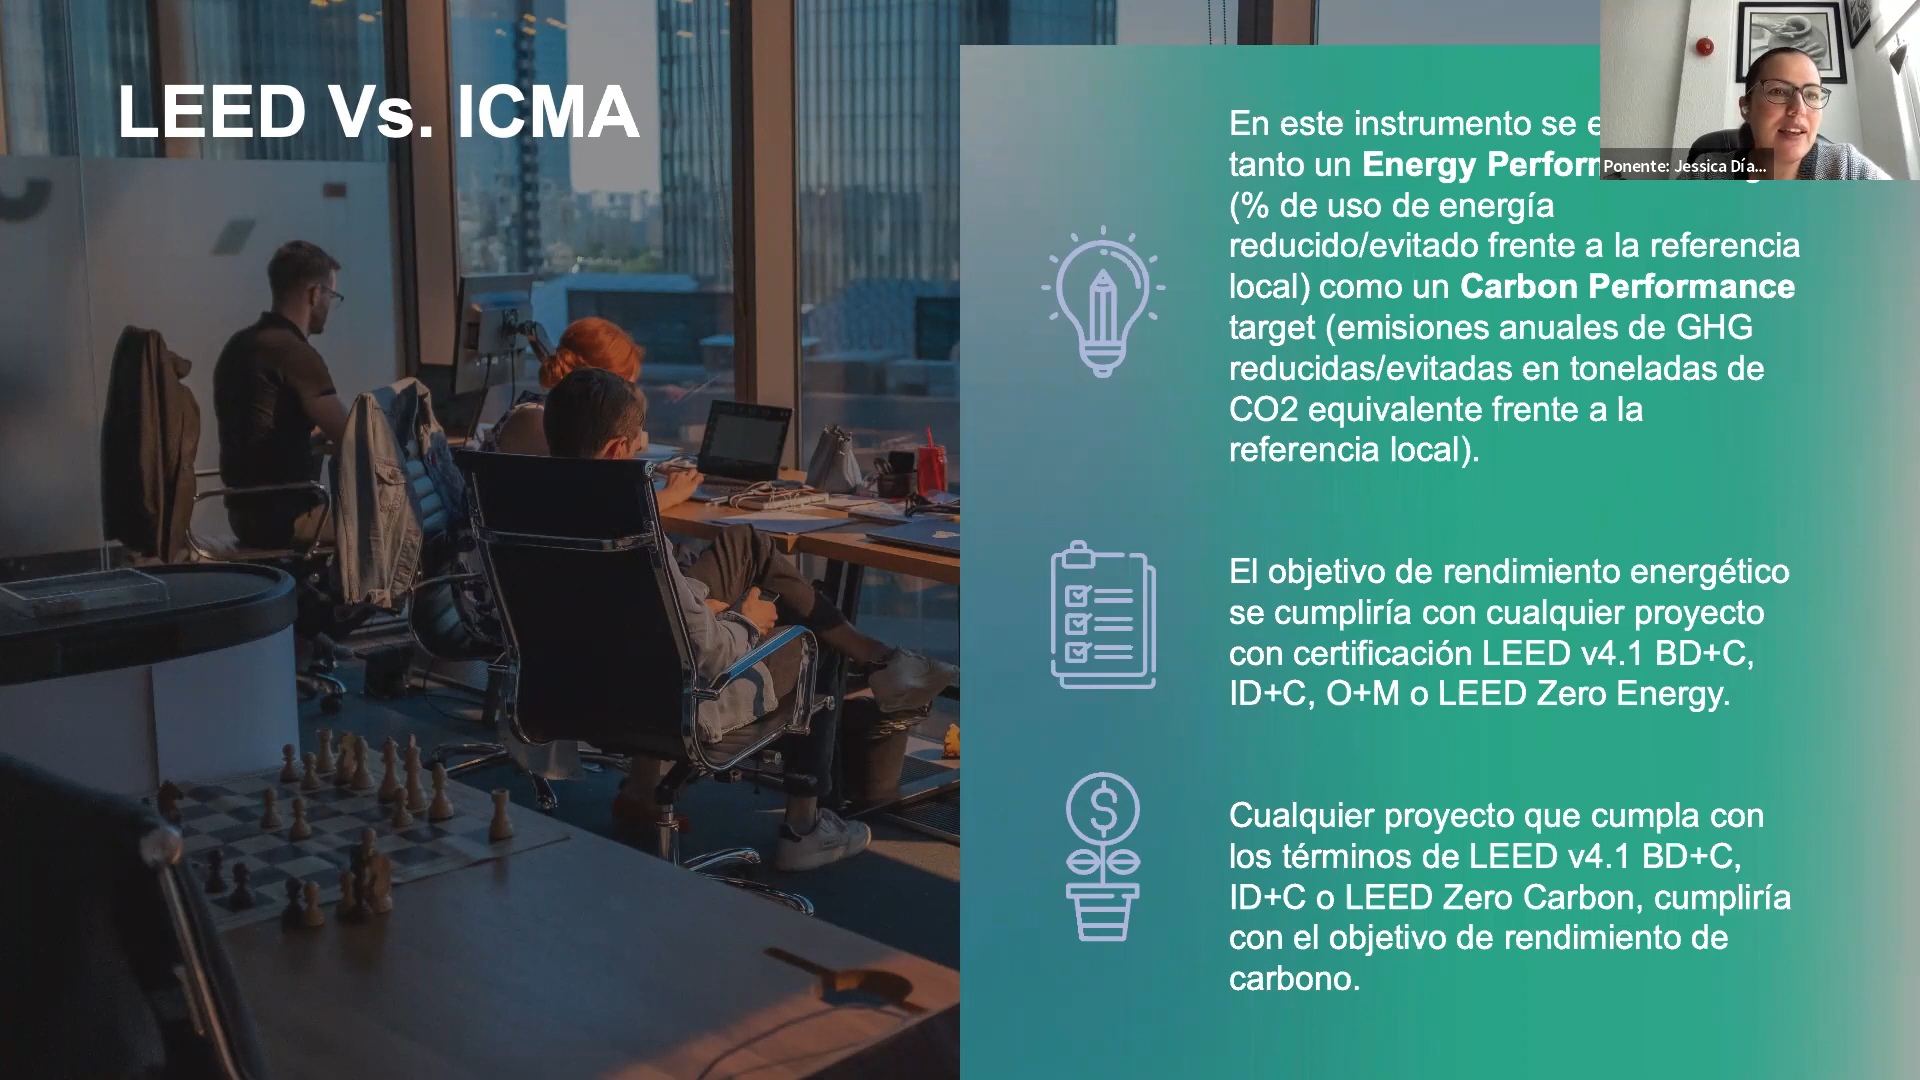 LEED Vs. ICMA
En este instrumento se
tanto un Energy
(% de uso de energía
reducido/evitado frente a la referencia
local) como un Carbon Performance
target (emisiones anuales de GHG
reducidas/evitadas en toneladas de
CO2 equivalente frente a la
referencia local).
El objetivo de rendimiento energético
se cumpliría con cualquier proyecto
con certificación LEED v4.1 BD+C,
ID+C, O+M o LEED Zero Energy.
Cualquier proyecto que cumpla con
los términos de LEED v4.1 BD+C,
ID+C o LEED Zero Carbon, cumpliría
con el objetivo de rendimiento de
carbono.
Ponente: Jessica Día...